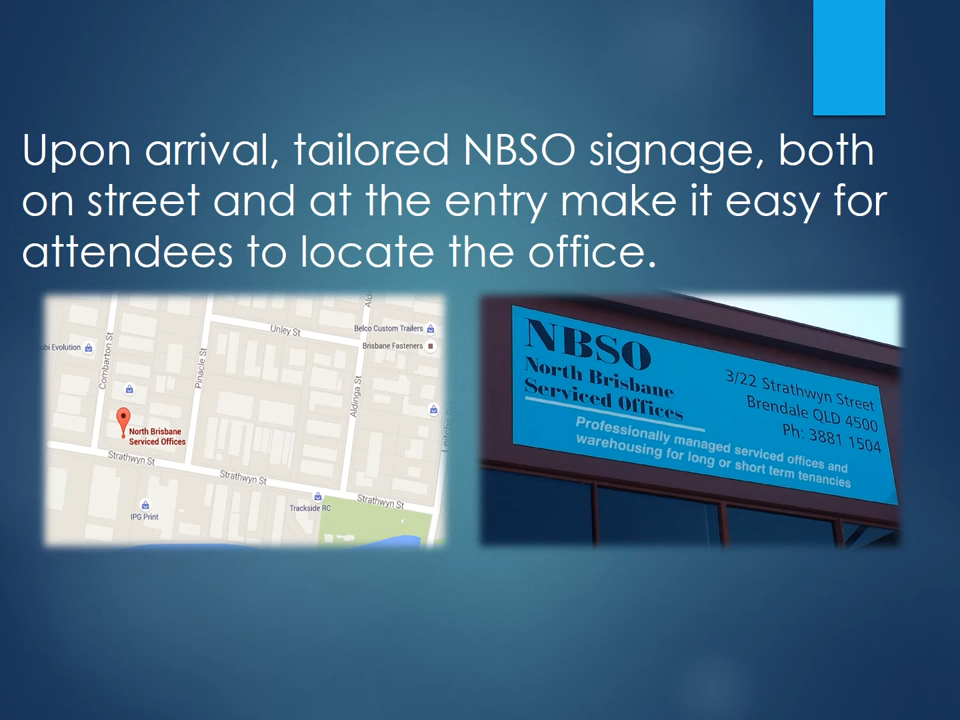 Upon arrival, tailored NBSO signage, both
on street and at the entry make it easy for
attendees to locate the office.
Unley St
Belco Custom Trailers
Brisbane Fasteners
Combarton St
Pinacle St
Aldinga St
North Brisbane
Serviced Offices
Strathwyn St
Strathwyn St
Strathwyn St
Trackside RC
IPG Print
NBSO
North Brisbane
Serviced Offices
3/22 Strathwyn Street
Brendale QLD 4500
Ph: 3881 1504
Professionally managed serviced offices and
warehousing for long or short term tenancies